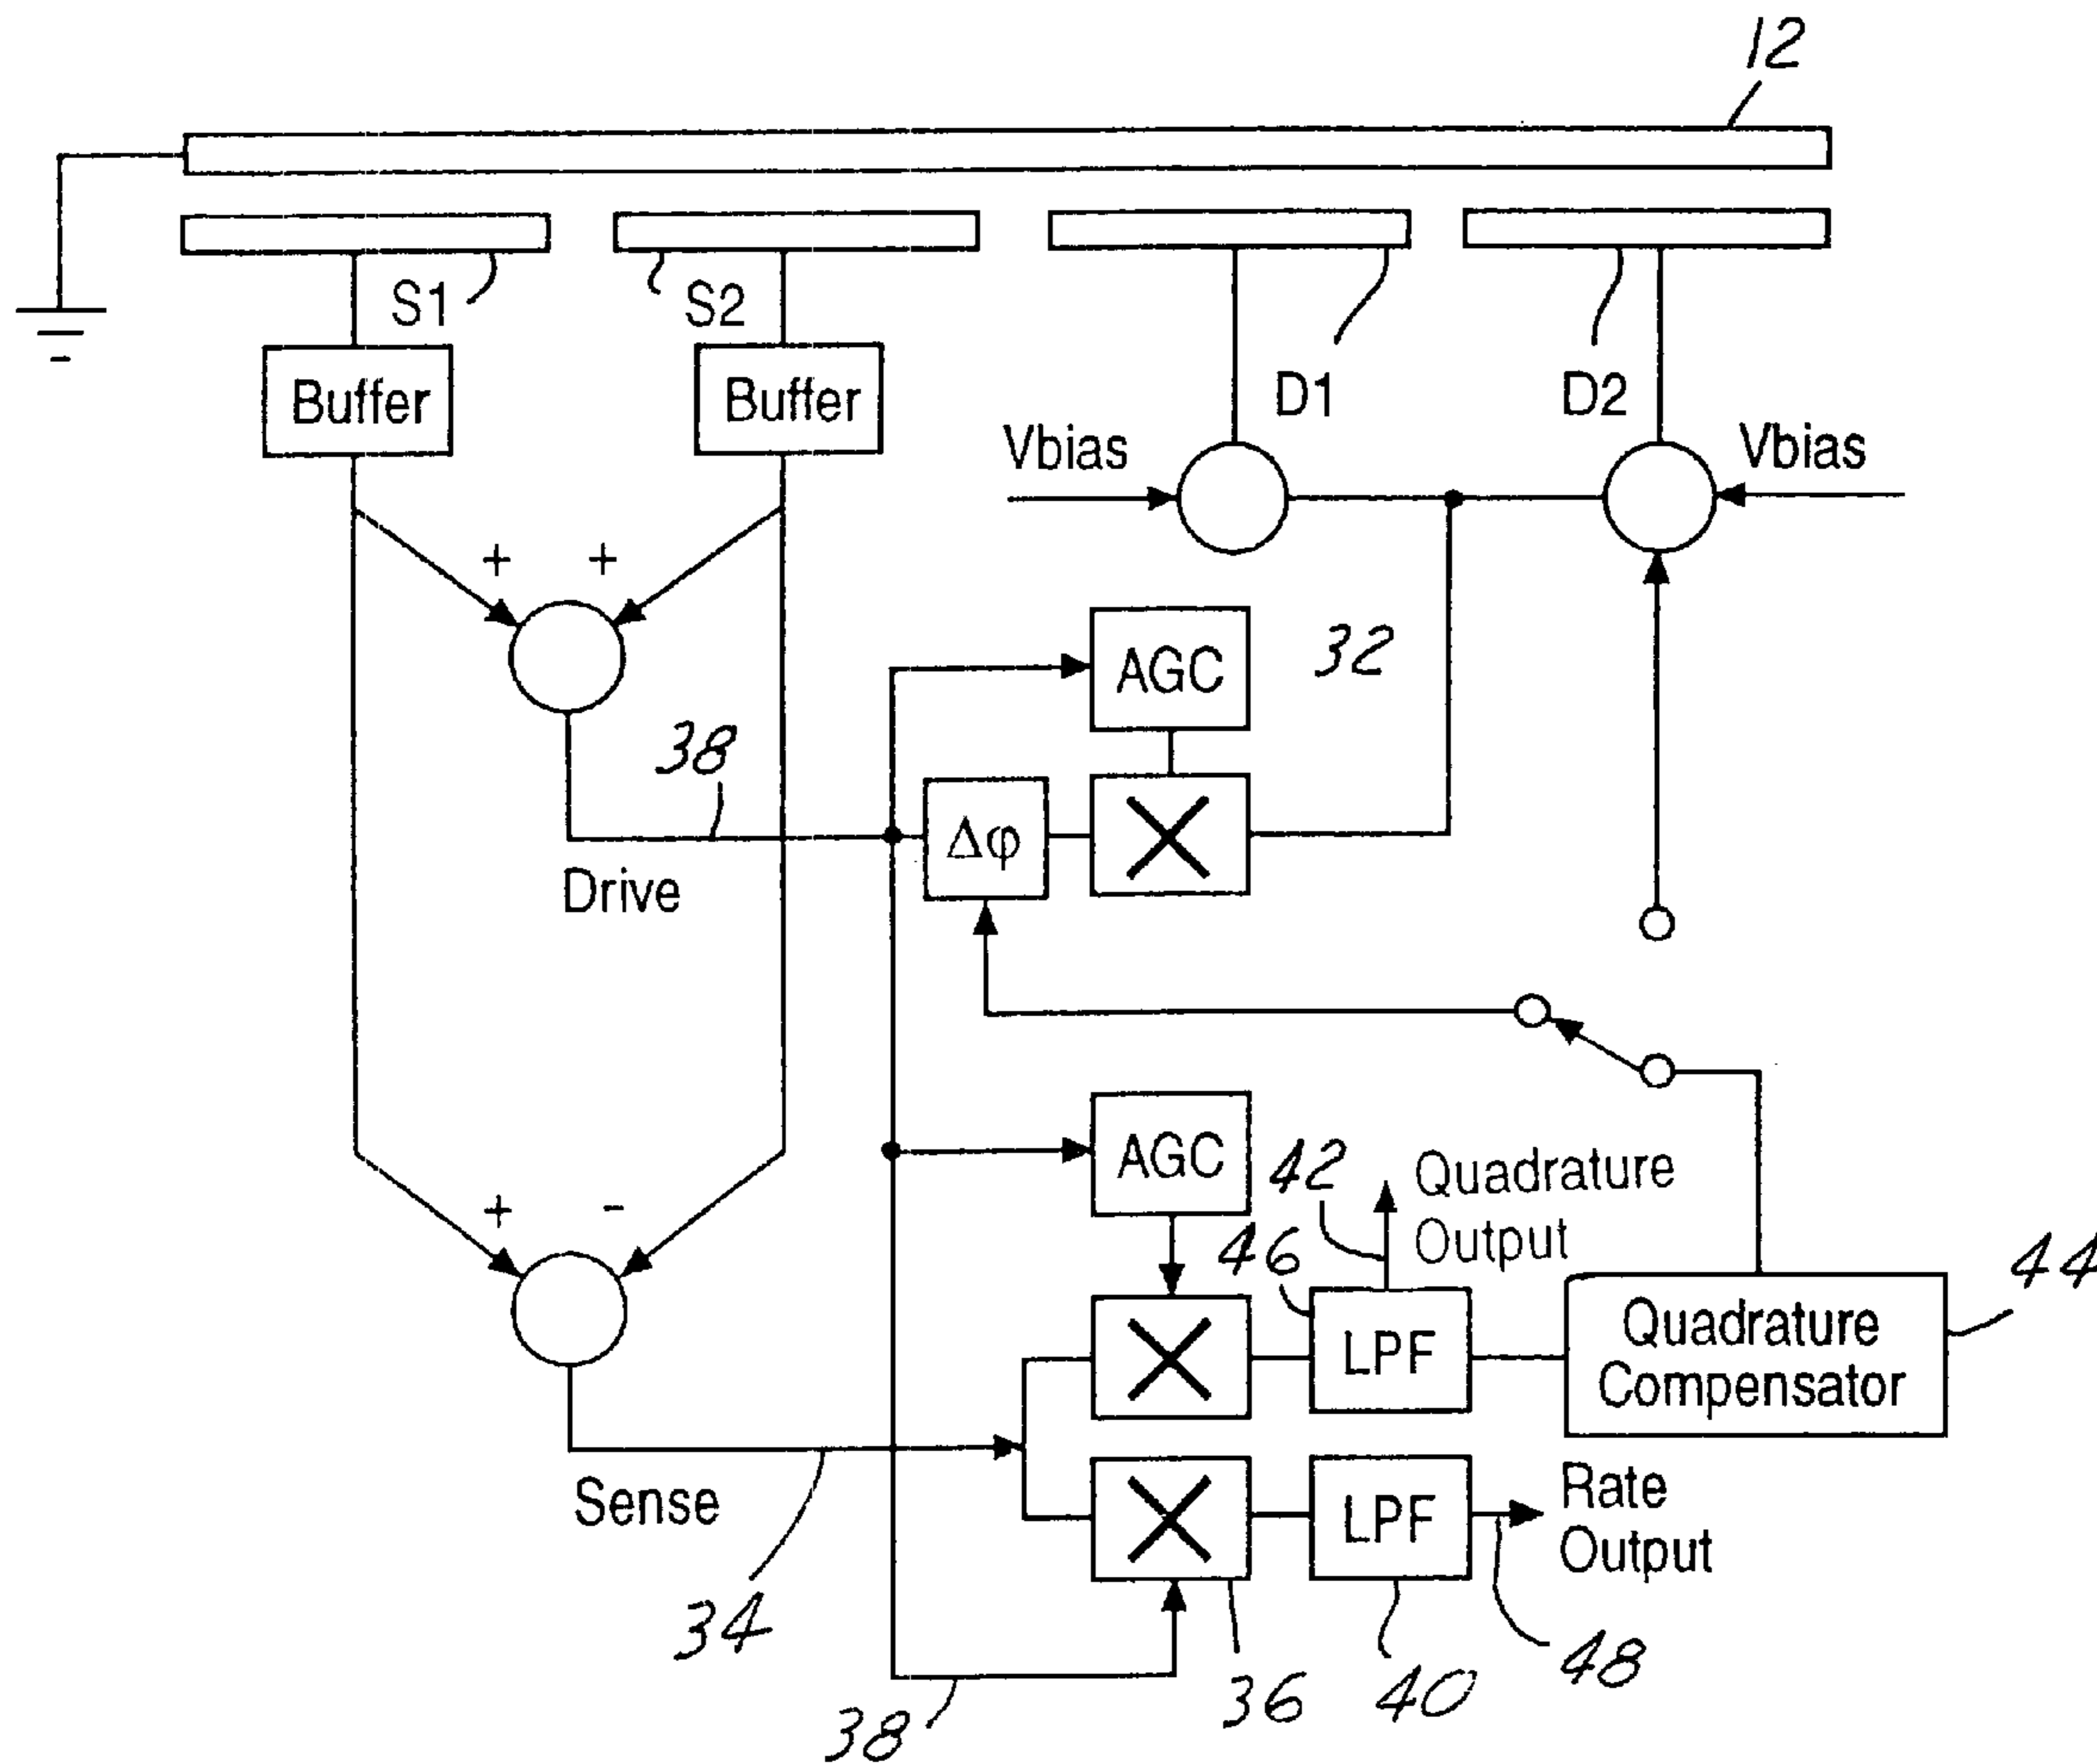 12
S1
S2
Buffer
Buffer
D1
D2
Vbias
Vbias
+ +
AGC
32
38
Δφ
Drive
AGC
42
Quadrature
Output
+ -
46
44
LPF
Quadrature
Compensator
Sense
LPF
Rate
Output
34
38
36
40
48